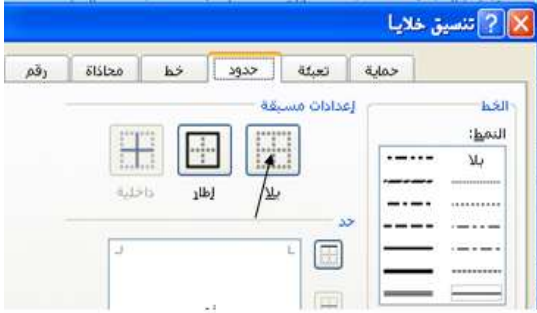 تنسيق خلايا
رقم محاذاة خط حدود تعبئة حماية
الخط
إعدادات مسبقة
النمط:
بلا
بلا إطار داخلية
حد